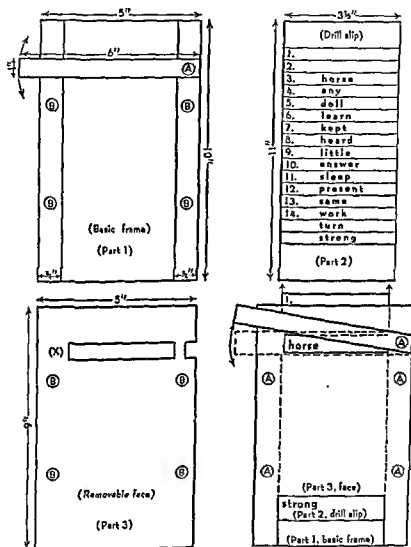 5"
6"
1"
(A)
(B) (B)
(B) (B)
10"
(Basic frame)
(Part 1)
¾" ¾"
3½"
(Drill slip)
1.
2.
3. horse
4. any
5. doll
6. learn
7. kept
8. heard
9. little
10. answer
11. sleep
12. present
13. same
14. work
turn
strong
(Part 2)
11"
5"
9"
(X)
(B) (B)
(B) (B)
(Removable face)
(Part 3)
1.
horse
(A)
(A) (A)
(A) (A)
(Part 3, face)
strong
(Part 2, drill slip)
(Part 1, basic frame)